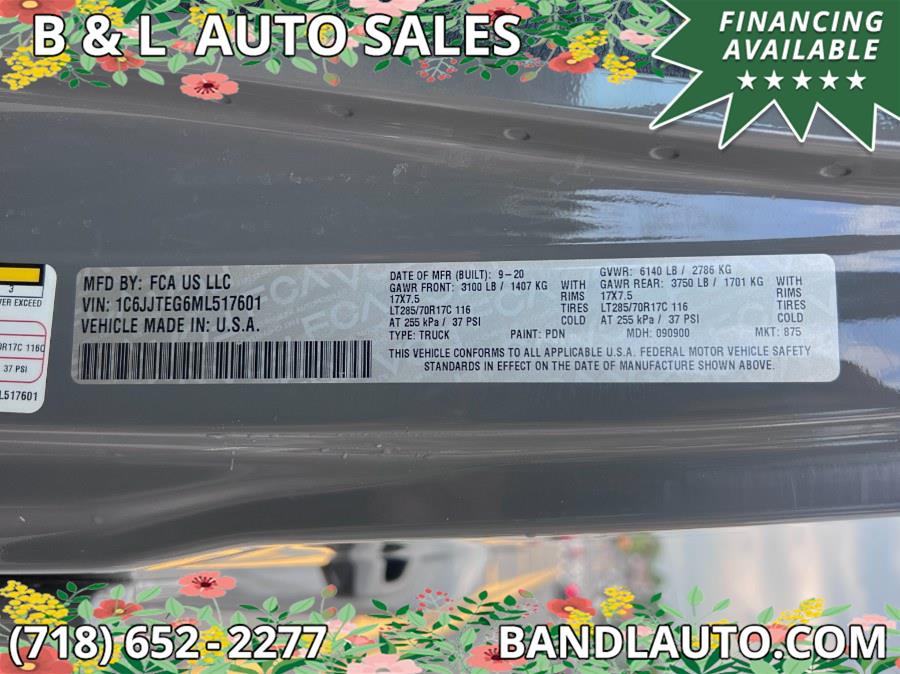 B & L AUTO SALES
FINANCING
AVAILABLE
3
VER EXCEED
70R17C 116C
37 PSI
L517601
MFD BY: FCA US LLC
VIN: 1C6JJTEG6ML517601
VEHICLE MADE IN: U.S.A.
DATE OF MFR (BUILT): 9-20
GAWR FRONT: 3100 LB / 1407 KG WITH
17X7.5 RIMS
LT285/70R17C 116 TIRES
AT 255 kPa / 37 PSI COLD
TYPE: TRUCK PAINT: PDN
GVWR: 6140 LB / 2786 KG
GAWR REAR: 3750 LB / 1701 KG WITH
17X7.5 RIMS
LT285/70R17C 116 TIRES
AT 255 kPa / 37 PSI COLD
MDH: 090900 MKT: 875
THIS VEHICLE CONFORMS TO ALL APPLICABLE U.S.A. FEDERAL MOTOR VEHICLE SAFETY
STANDARDS IN EFFECT ON THE DATE OF MANUFACTURE SHOWN ABOVE.
(718) 652-2277
BANDLAUTO.COM